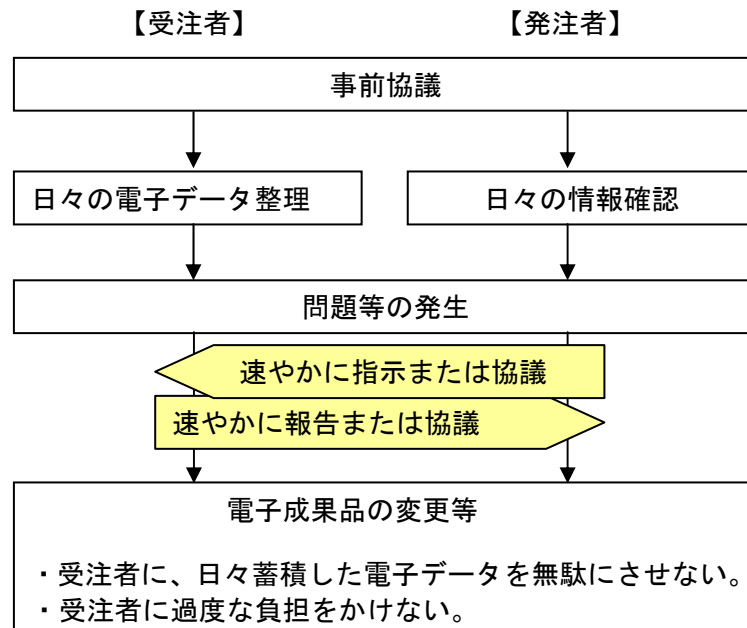 【受注者】 【発注者】
事前協議
日々の電子データ整理 日々の情報確認
問題等の発生
速やかに指示または協議
速やかに報告または協議
電子成果品の変更等
・受注者に、日々蓄積した電子データを無駄にさせない。
・受注者に過度な負担をかけない。